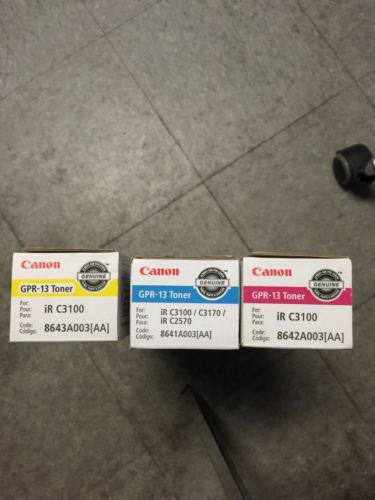 Canon
GENUINE
GPR-13 Toner
For:
Pour:
Para:
iR C3100
Code:
Código:
8643A003[AA]
Canon
GENUINE
GPR-13 Toner
For:
Pour:
Para:
iR C3100 / C3170 /
iR C2570
Code:
Código:
8641A003[AA]
Canon
GENUINE
GPR-13 Toner
For:
Pour:
Para:
iR C3100
Code:
Código:
8642A003[AA]